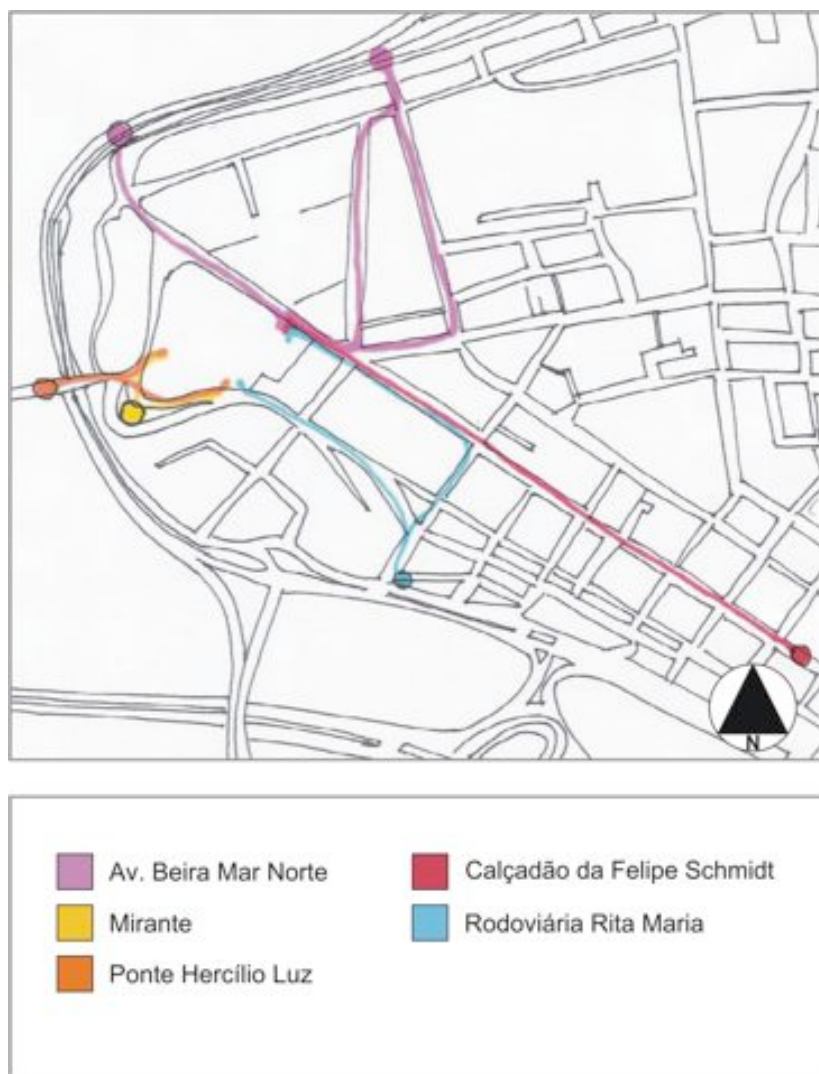 N
Av. Beira Mar Norte
Mirante
Ponte Hercílio Luz
Calçadão da Felipe Schmidt
Rodoviária Rita Maria